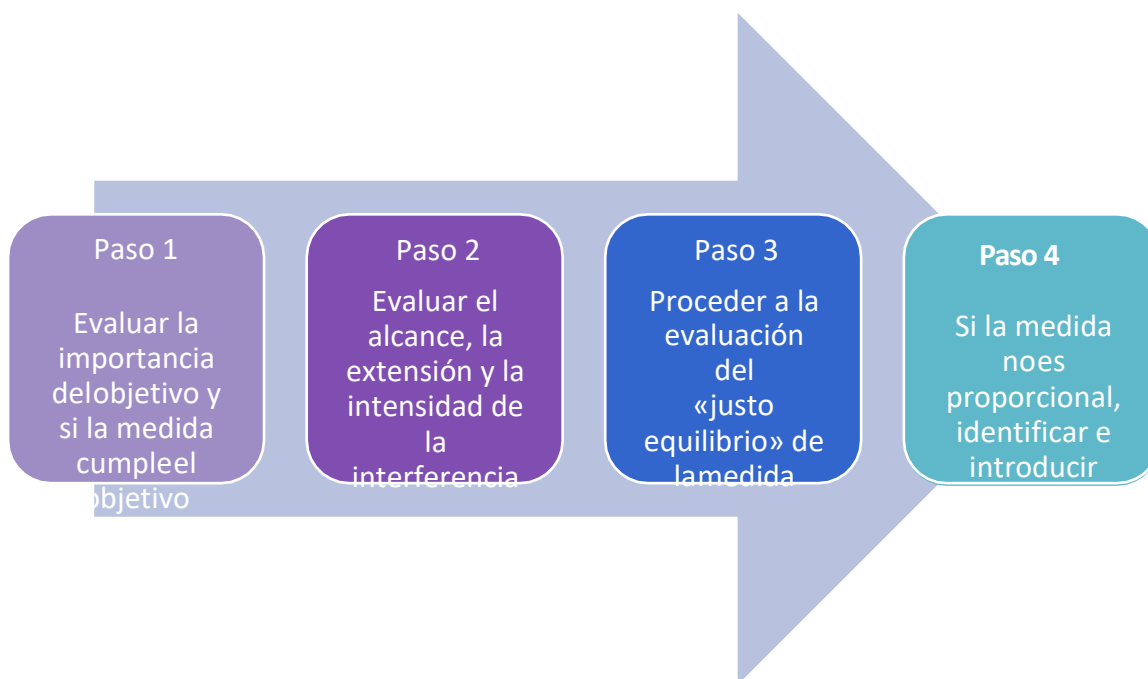 Paso 1
Evaluar la
importancia
delobjetivo y
si la medida
cumpleel
objetivo
Paso 2
Evaluar el
alcance, la
extensión y la
intensidad de
la
interferencia
Paso 3
Proceder a la
evaluación
del
«justo
equilibrio» de
lamedida
Paso 4
Si la medida
noes
proporcional,
identificar e
introducir